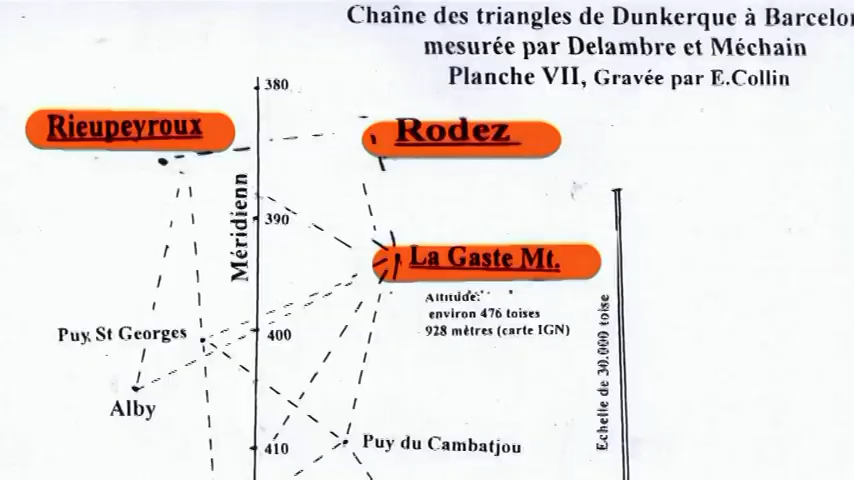 Chaîne des triangles de Dunkerque à Barcelon
mesurée par Delambre et Méchain
Planche VII, Gravée par E.Collin
380
Rieupeyroux
Rodez
Méridienn
390
La Gaste Mt.
Altitude:
environ 476 toises
928 mètres (carte IGN)
Puy. St Georges
400
Echelle de 30.000 toise
Alby
410
Puy du Cambatjou